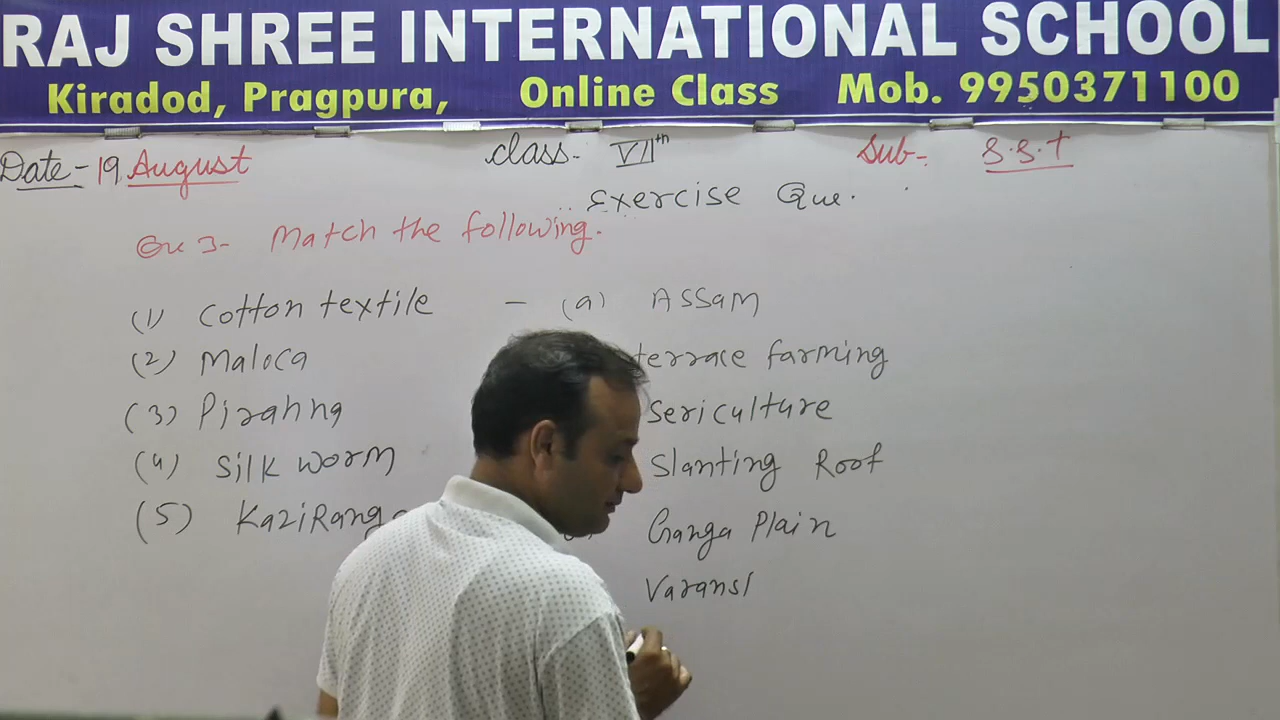 RAJ SHREE INTERNATIONAL SCHOOL
Kiradod, Pragpura, Online Class Mob. 9950371100
Date - 19 August Class - VIIth Sub - S.S.T
Exercise Que.
Que 3- Match the following.
(1) Cotton textile - (a) Assam
(2) Maloca terrace farming
(3) Pirahna Sericulture
(4) Silk worm Slanting Roof
(5) KaziRanga Ganga Plain
Varansi